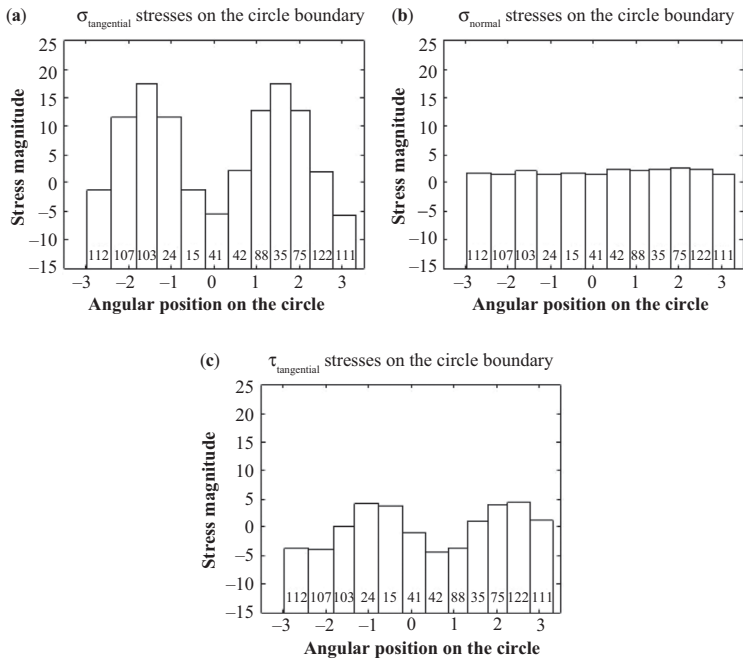 (a) σtangential stresses on the circle boundary
25
20
15
10
5
0
−5
−10
−15
Stress magnitude
112 107 103 24 15 41 42 88 35 75 122 111
−3 −2 −1 0 1 2 3
Angular position on the circle
(b) σnormal stresses on the circle boundary
25
20
15
10
5
0
−5
−10
−15
Stress magnitude
112 107 103 24 15 41 42 88 35 75 122 111
−3 −2 −1 0 1 2 3
Angular position on the circle
(c) τtangential stresses on the circle boundary
25
20
15
10
5
0
−5
−10
−15
Stress magnitude
112 107 103 24 15 41 42 88 35 75 122 111
−3 −2 −1 0 1 2 3
Angular position on the circle